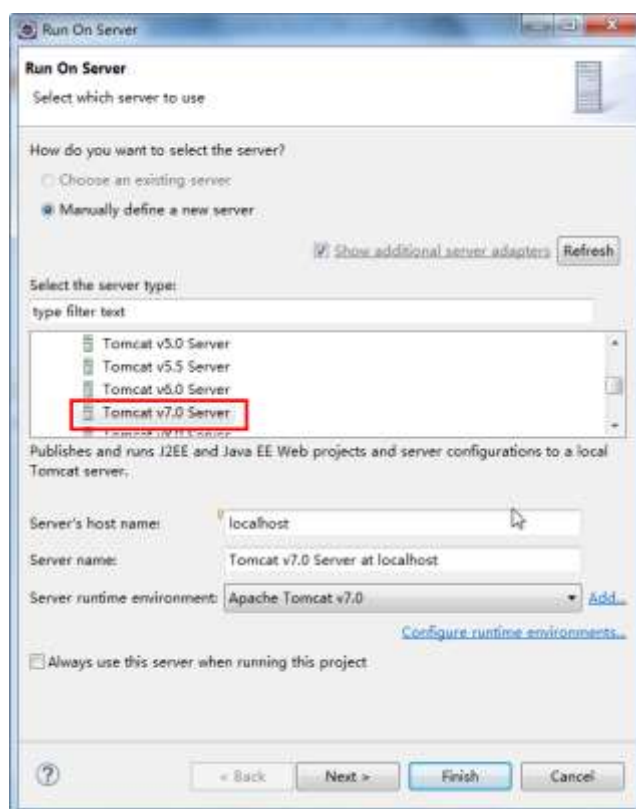 Run On Server
Run On Server
Select which server to use
How do you want to select the server?
Choose an existing server
Manually define a new server
Show additional server adapters Refresh
Select the server type:
type filter text
Tomcat v5.0 Server
Tomcat v5.5 Server
Tomcat v6.0 Server
Tomcat v7.0 Server
Publishes and runs J2EE and Java EE Web projects and server configurations to a local
Tomcat server.
Server's host name: localhost
Server name: Tomcat v7.0 Server at localhost
Server runtime environment: Apache Tomcat v7.0 Add...
Configure runtime environments...
Always use this server when running this project
? < Back Next > Finish Cancel